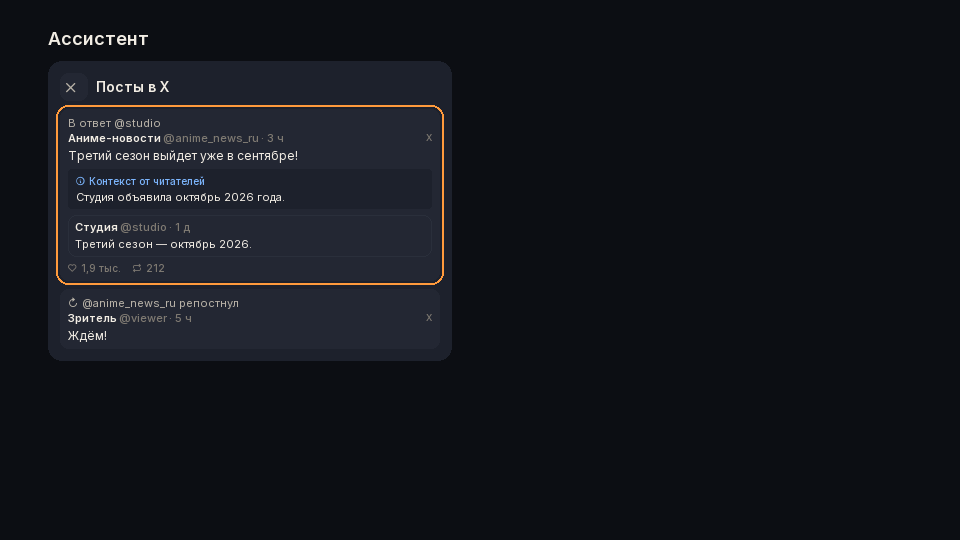 Ассистент
Посты в X
В ответ @studio
Аниме-новости @anime_news_ru · 3 ч
X
Третий сезон выйдет уже в сентябре!
Контекст от читателей
Студия объявила октябрь 2026 года.
Студия @studio · 1 д
Третий сезон — октябрь 2026.
1,9 тыс. 212
@anime_news_ru репостнул
Зритель @viewer · 5 ч
X
Ждём!